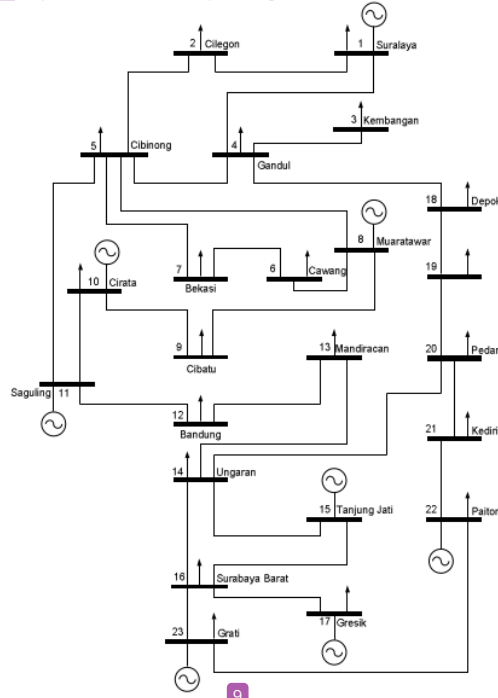 2 Cilegon
1 Suralaya
3 Kembangan
5 Cibinong
4
Gandul
18 Depok
8
Muaratawar
10 Cirata
7
Bekasi
6 Cawang
19
9
Cibatu
13 Mandiracan
20 Pedan
Saguling 11
12
Bandung
21 Kediri
14 Ungaran
15 Tanjung Jati
22 Paiton
16 Surabaya Barat
17 Gresik
23 Grati
9